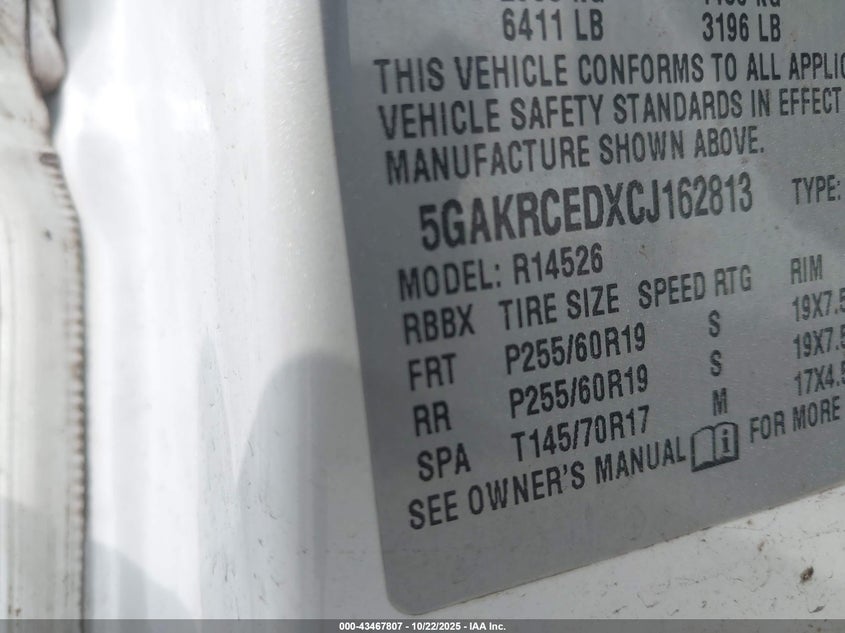 6411 LB 3196 LB
THIS VEHICLE CONFORMS TO ALL
VEHICLE SAFETY STANDARDS IN EFFECT
MANUFACTURE SHOWN ABOVE.
5GAKRCEDXCJ162813 TYPE:
MODEL: R14526
RBBX TIRE SIZE SPEED RTG RIM
FRT P255/60R19 S 19X7.5
RR P255/60R19 S 19X7.5
SPA T145/70R17 M 17X4.5
SEE OWNER'S MANUAL FOR MORE
000-43467807 - 10/22/2025 - IAA Inc.